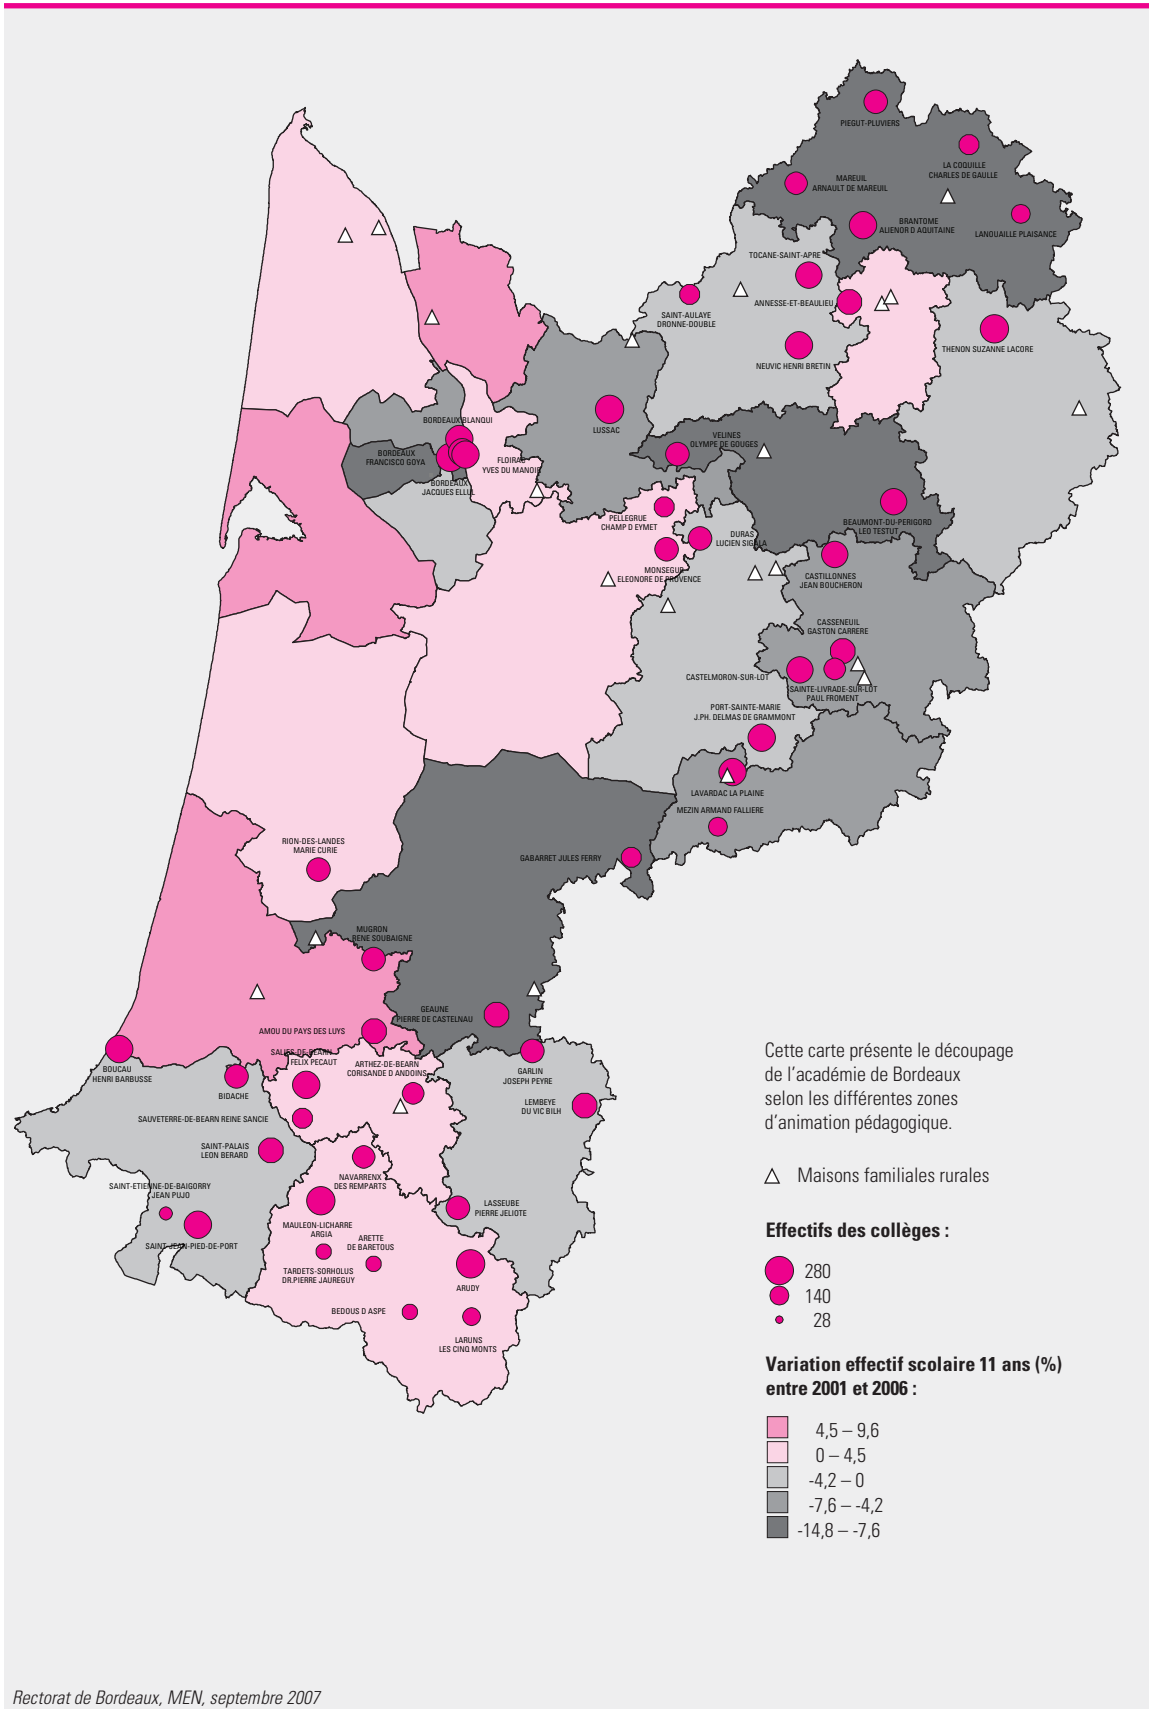 PIEGUT-PLUVIERS
LA COQUILLE
CHARLES DE GAULLE
MAREUIL
ARNAULT DE MAREUIL
BRANTOME
ALIENOR D AQUITAINE
LANOUAILLE PLAISANCE
TOCANE-SAINT-APRE
ANNESSE-ET-BEAULIEU
SAINT-AULAYE
DRONNE-DOUBLE
THENON SUZANNE LACORE
NEUVIC HENRI BRETIN
BORDEAUX BLANQUI
LUSSAC
VELINES
OLYMPE DE GOUGES
BORDEAUX
FRANCISCO GOYA
FLOIRAC
YVES DU MANOIR
BORDEAUX
JACQUES ELLUL
PELLEGRUE
CHAMP D EYMET
BEAUMONT-DU-PERIGORD
LEO TESTUT
DURAS
LUCIEN SIGALA
MONSEGUR
ELEONORE DE PROVENCE
CASTILLONNES
JEAN BOUCHERON
CASSENEUIL
GASTON CARRERE
CASTELMORON-SUR-LOT
SAINTE-LIVRADE-SUR-LOT
PAUL FROMENT
PORT-SAINTE-MARIE
J.PH. DELMAS DE GRAMMONT
LAVARDAC LA PLAINE
MEZIN ARMAND FALLIERE
RION-DES-LANDES
MARIE CURIE
GABARRET JULES FERRY
MUGRON
RENE SOUBAIGNE
GEAUNE
PIERRE DE CASTELNAU
AMOU DU PAYS DES LUYS
SALIES-DE-BEARN
FELIX PECAUT
ARTHEZ-DE-BEARN
CORISANDE D ANDOINS
BOUCAU
HENRI BARBUSSE
GARLIN
JOSEPH PEYRE
BIDACHE
LEMBEYE
DU VIC BILH
SAUVETERRE-DE-BEARN REINE SANCIE
SAINT-PALAIS
LEON BERARD
NAVARRENX
DES REMPARTS
SAINT-ETIENNE-DE-BAIGORRY
JEAN PUJO
LASSEUBE
PIERRE JELIOTE
MAULEON-LICHARRE
ARGIA
SAINT-JEAN-PIED-DE-PORT
ARETTE
DE BARETOUS
TARDETS-SORHOLUS
DR.PIERRE JAUREGUY
ARUDY
BEDOUS D ASPE
LARUNS
LES CINQ MONTS
Cette carte présente le découpage
de l'académie de Bordeaux
selon les différentes zones
d'animation pédagogique.
Maisons familiales rurales
Effectifs des collèges :
280
140
28
Variation effectif scolaire 11 ans (%)
entre 2001 et 2006 :
4,5 – 9,6
0 – 4,5
-4,2 – 0
-7,6 – -4,2
-14,8 – -7,6
Rectorat de Bordeaux, MEN, septembre 2007